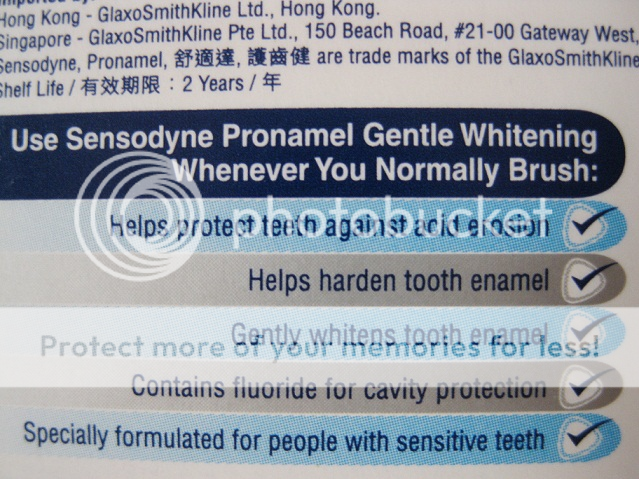 Hong Kong - GlaxoSmithKline Ltd., Hong Kong.
Singapore - GlaxoSmithKline Pte Ltd., 150 Beach Road, #21-00 Gateway West,
Sensodyne, Pronamel, 舒適達, 護齒健 are trade marks of the GlaxoSmithKline
Shelf Life / 有效期限 : 2 Years / 年
Use Sensodyne Pronamel Gentle Whitening
Whenever You Normally Brush:
Helps protect teeth against acid erosion
photobucket
Helps harden tooth enamel
Gently whitens tooth enamel
Protect more of your memories for less!
Contains fluoride for cavity protection
Specially formulated for people with sensitive teeth